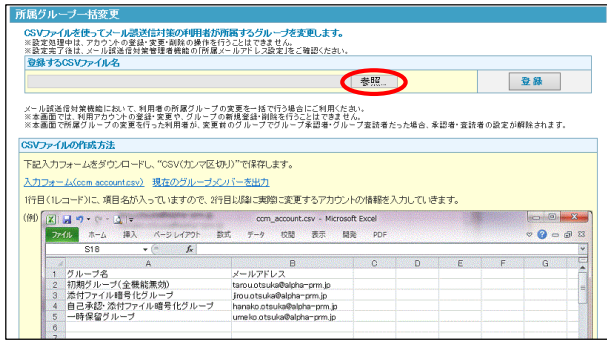 所属グループ一括変更
CSVファイルを使ってメール誤送信対策の利用者が所属するグループを変更します。
※設定処理中は、アカウントの登録・変更・削除の操作を行うことはできません。
※設定完了後は、メール誤送信対策管理者機能の「所属メールアドレス設定」をご確認ください。
登録するCSVファイル名
参照...
登録
メール誤送信対策機能において、利用者の所属グループの変更を一括で行う場合にご利用ください。
※本画面では、利用アカウントの登録・変更や、グループの新規登録・削除を行うことはできません。
※本画面で所属グループの変更を行った利用者が、変更前のグループでグループ承認者・グループ査読者だった場合、承認者・査読者の設定が解除されます。
CSVファイルの作成方法
下記入力フォームをダウンロードし、“CSV(カンマ区切り)”で保存します。
入力フォーム(ccm account.csv) 現在のグループメンバーを出力
1行目(1レコード)に、項目名が入っていますので、2行目以降に実際に変更するアカウントの情報を入力していきます。
(例)
ccm_account.csv - Microsoft Excel
ファイル ホーム 挿入 ページレイアウト 数式 データ 校閲 表示 開発 PDF
S18 fx
A B C D E F G
1 グループ名 メールアドレス
2 初期グループ(全機能無効) tarou.otsuka@alpha-prm.jp
3 添付ファイル暗号化グループ jirou.otsuka@alpha-prm.jp
4 自己承認・添付ファイル暗号化グループ hanako.otsuka@alpha-prm.jp
5 一時保留グループ umeko.otsuka@alpha-prm.jp
6
7